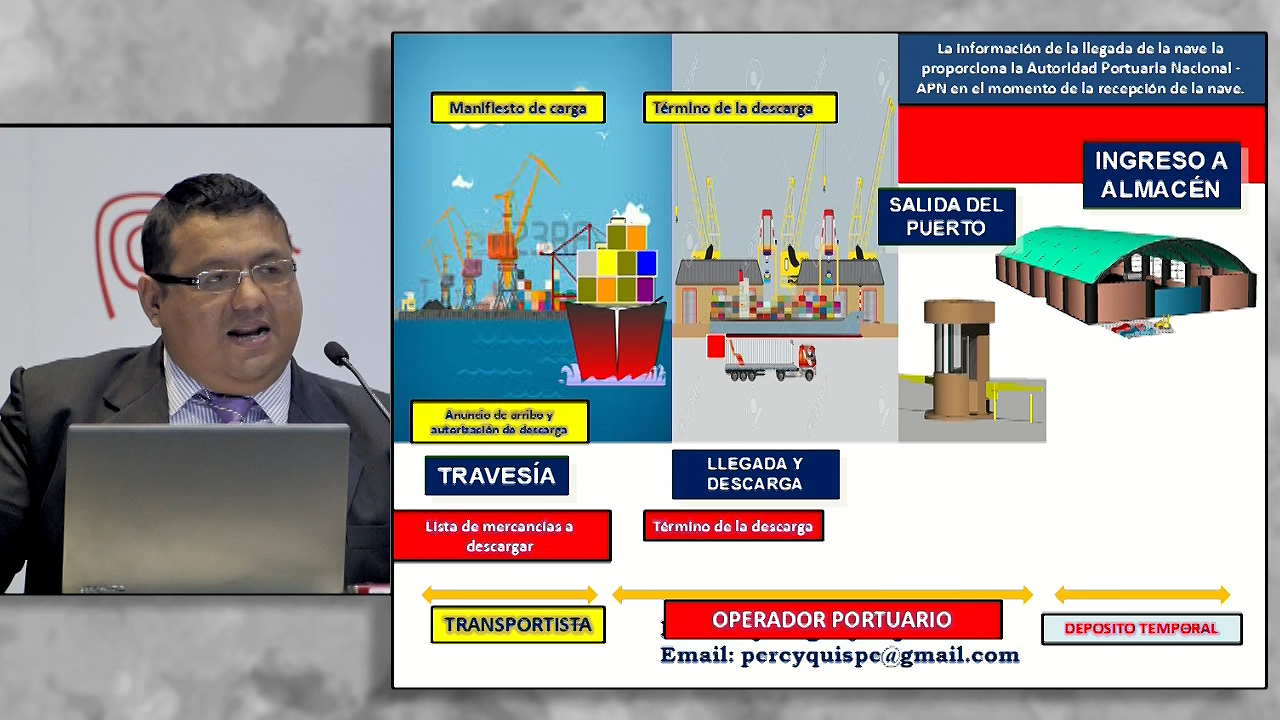 La información de la llegada de la nave la
proporciona la Autoridad Portuaria Nacional -
APN en el momento de la recepción de la nave.
Manifiesto de carga
Término de la descarga
INGRESO A
ALMACÉN
SALIDA DEL
PUERTO
Anuncio de arribo y
autorización de descarga
TRAVESÍA
LLEGADA Y
DESCARGA
Lista de mercancías a
descargar
Término de la descarga
TRANSPORTISTA
OPERADOR PORTUARIO
DEPOSITO TEMPORAL
Email: percyquispe@gmail.com